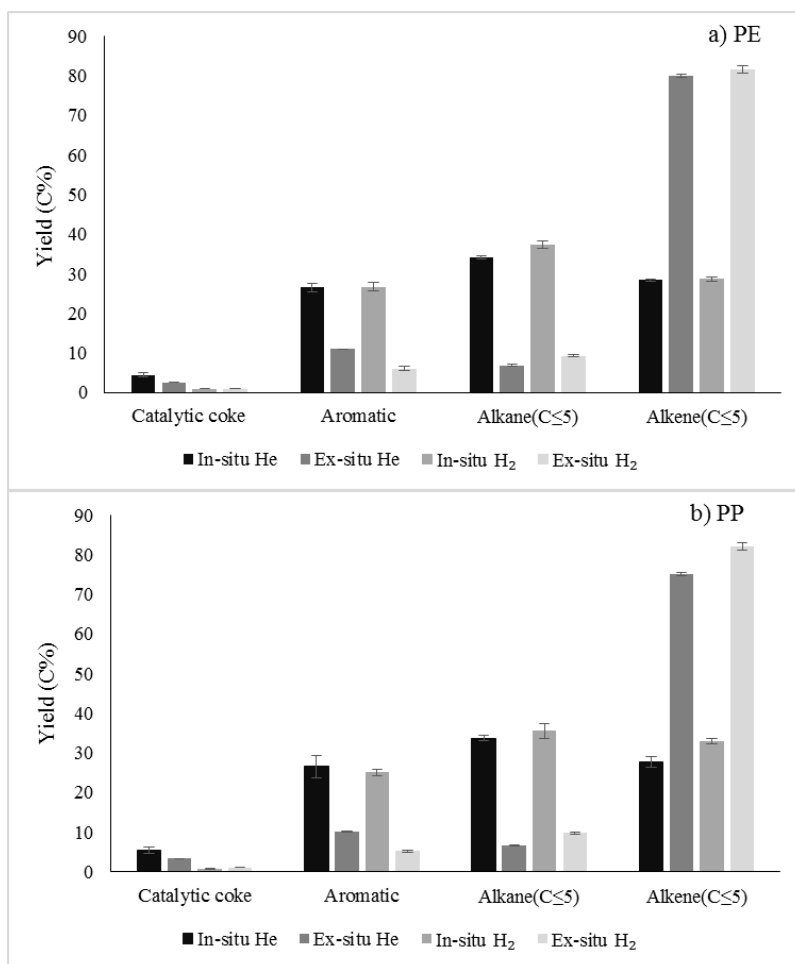 a) PE
90
80
70
60
50
40
30
20
10
0
Yield (C%)
Catalytic coke Aromatic Alkane(C≤5) Alkene(C≤5)
■In-situ He ■Ex-situ He ■In-situ H₂ ■Ex-situ H₂
b) PP
90
80
70
60
50
40
30
20
10
0
Yield (C%)
Catalytic coke Aromatic Alkane(C≤5) Alkene(C≤5)
■In-situ He ■Ex-situ He ■In-situ H₂ ■Ex-situ H₂